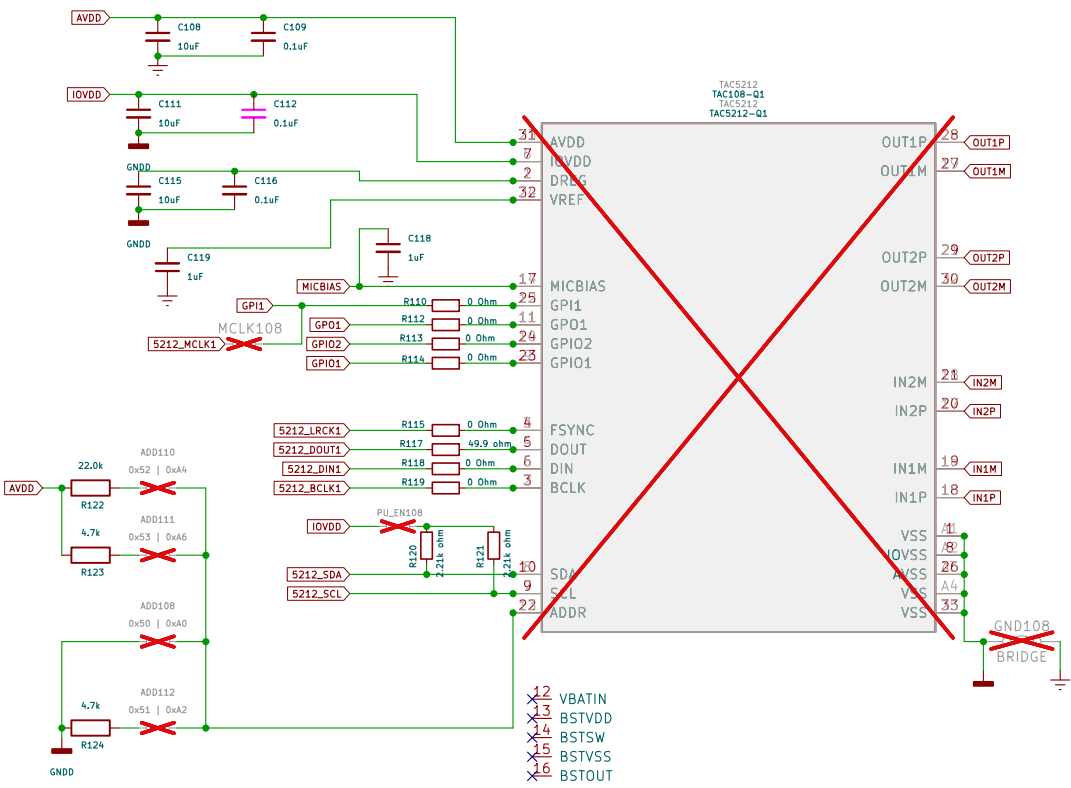 AVDD
C108
10uF
C109
0.1uF
IOVDD
C111
10uF
C112
0.1uF
GNDD
C115
10uF
C116
0.1uF
GNDD
C119
1uF
C118
1uF
MICBIAS
GPI1
MCLK108
5212_MCLK1
GPO1
GPIO2
GPIO1
R110
0 Ohm
R112
0 Ohm
R113
0 Ohm
R114
0 Ohm
5212_LRCK1
5212_DOUT1
5212_DIN1
5212_BCLK1
R115
0 Ohm
R117
49.9 ohm
R118
0 Ohm
R119
0 Ohm
IOVDD
PU_EN108
R120
2.21k ohm
R121
2.21k ohm
5212_SDA
5212_SCL
AVDD
22.0k
R122
ADD110
0x52 | 0xA4
4.7k
R123
ADD111
0x53 | 0xA6
ADD108
0x50 | 0xA0
4.7k
R124
ADD112
0x51 | 0xA2
GNDD
TAC5212
TAC108-Q1
TAC5212
TAC5212-Q1
31 AVDD
7 IOVDD
2 DREG
32 VREF
17 MICBIAS
25 GPI1
11 GPO1
24 GPIO2
23 GPIO1
4 FSYNC
5 DOUT
6 DIN
3 BCLK
10 SDA
9 SCL
22 ADDR
OUT1P 28 OUT1P
OUT1M 27 OUT1M
OUT2P 29 OUT2P
OUT2M 30 OUT2M
IN2M 21 IN2M
IN2P 20 IN2P
IN1M 19 IN1M
IN1P 18 IN1P
VSS 1
IOVSS 8
AVSS 26
VSS A4
VSS 33
GND108
BRIDGE
12 VBATIN
13 BSTVDD
14 BSTSW
15 BSTVSS
16 BSTOUT